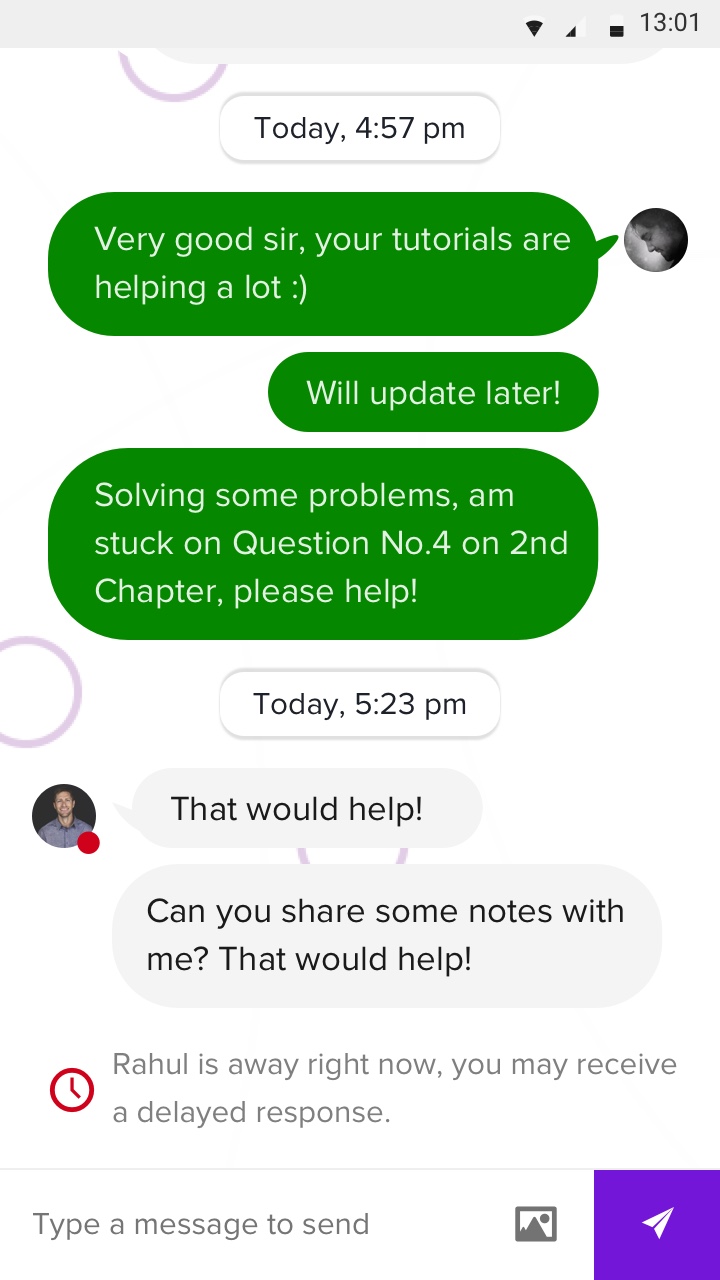 13:01
Today, 4:57 pm
Very good sir, your tutorials are
helping a lot :)
Will update later!
Solving some problems, am
stuck on Question No.4 on 2nd
Chapter, please help!
Today, 5:23 pm
That would help!
Can you share some notes with
me? That would help!
Rahul is away right now, you may receive
a delayed response.
Type a message to send